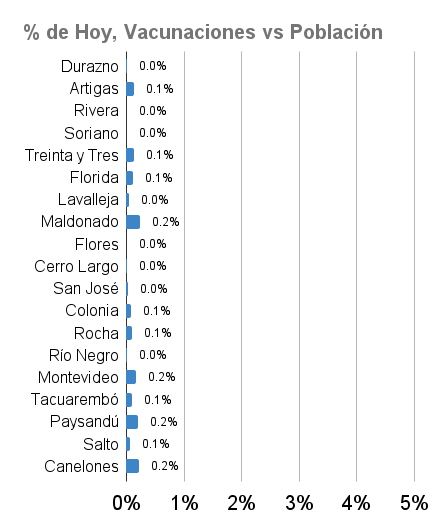 % de Hoy, Vacunaciones vs Población
Durazno 0.0%
Artigas 0.1%
Rivera 0.0%
Soriano 0.0%
Treinta y Tres 0.1%
Florida 0.1%
Lavalleja 0.0%
Maldonado 0.2%
Flores 0.0%
Cerro Largo 0.0%
San José 0.0%
Colonia 0.1%
Rocha 0.1%
Río Negro 0.0%
Montevideo 0.2%
Tacuarembó 0.1%
Paysandú 0.2%
Salto 0.1%
Canelones 0.2%
0% 1% 2% 3% 4% 5%